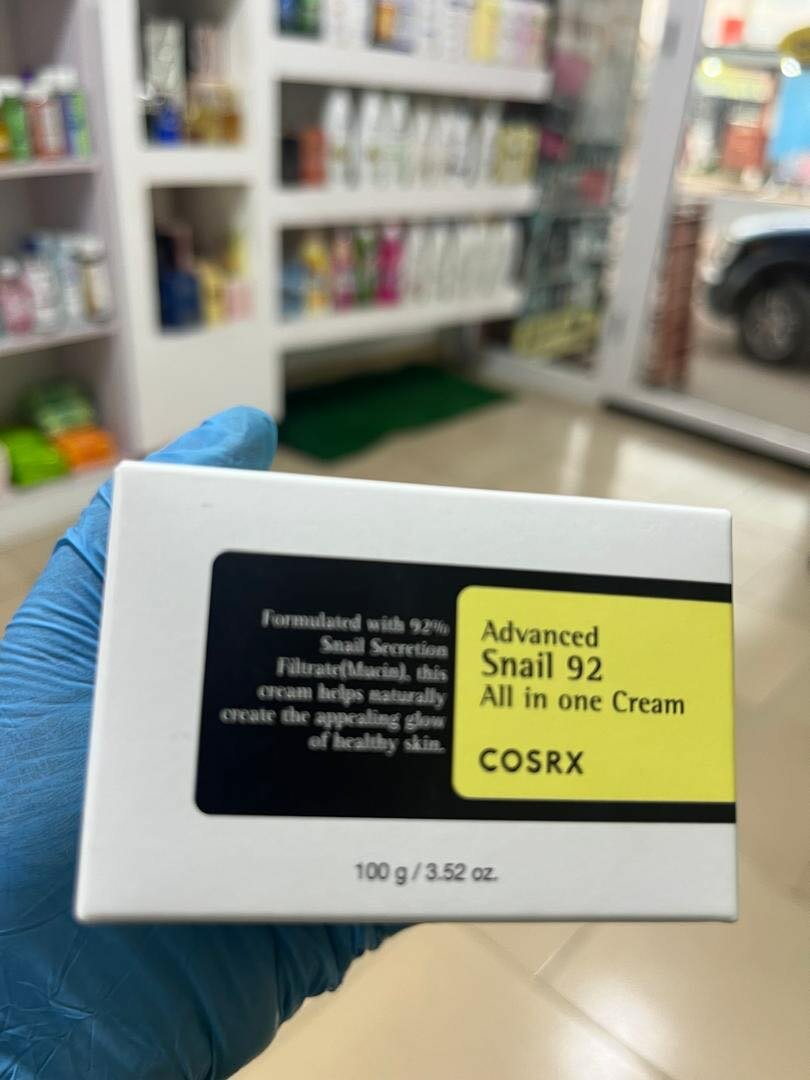 Formulated with 92%
Snail Secretion
Filtrate(Mucin), this
cream helps naturally
create the appealing glow
of healthy skin.
Advanced
Snail 92
All in one Cream
COSRX
100 g / 3.52 oz.